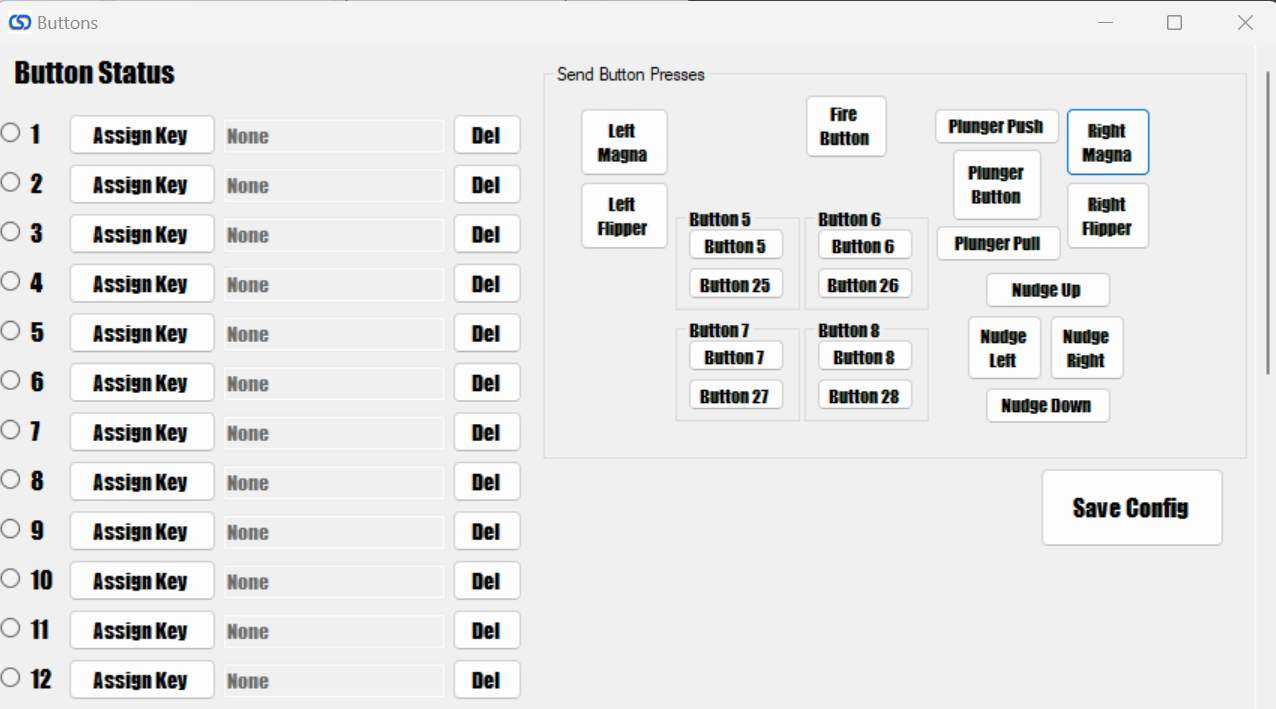 Buttons
Button Status
1 Assign Key None Del
2 Assign Key None Del
3 Assign Key None Del
4 Assign Key None Del
5 Assign Key None Del
6 Assign Key None Del
7 Assign Key None Del
8 Assign Key None Del
9 Assign Key None Del
10 Assign Key None Del
11 Assign Key None Del
12 Assign Key None Del
Send Button Presses
Left
Magna
Left
Flipper
Fire
Button
Plunger Push
Plunger
Button
Plunger Pull
Right
Magna
Right
Flipper
Button 5
Button 5
Button 25
Button 6
Button 6
Button 26
Button 7
Button 7
Button 27
Button 8
Button 8
Button 28
Nudge Up
Nudge
Left
Nudge
Right
Nudge Down
Save Config